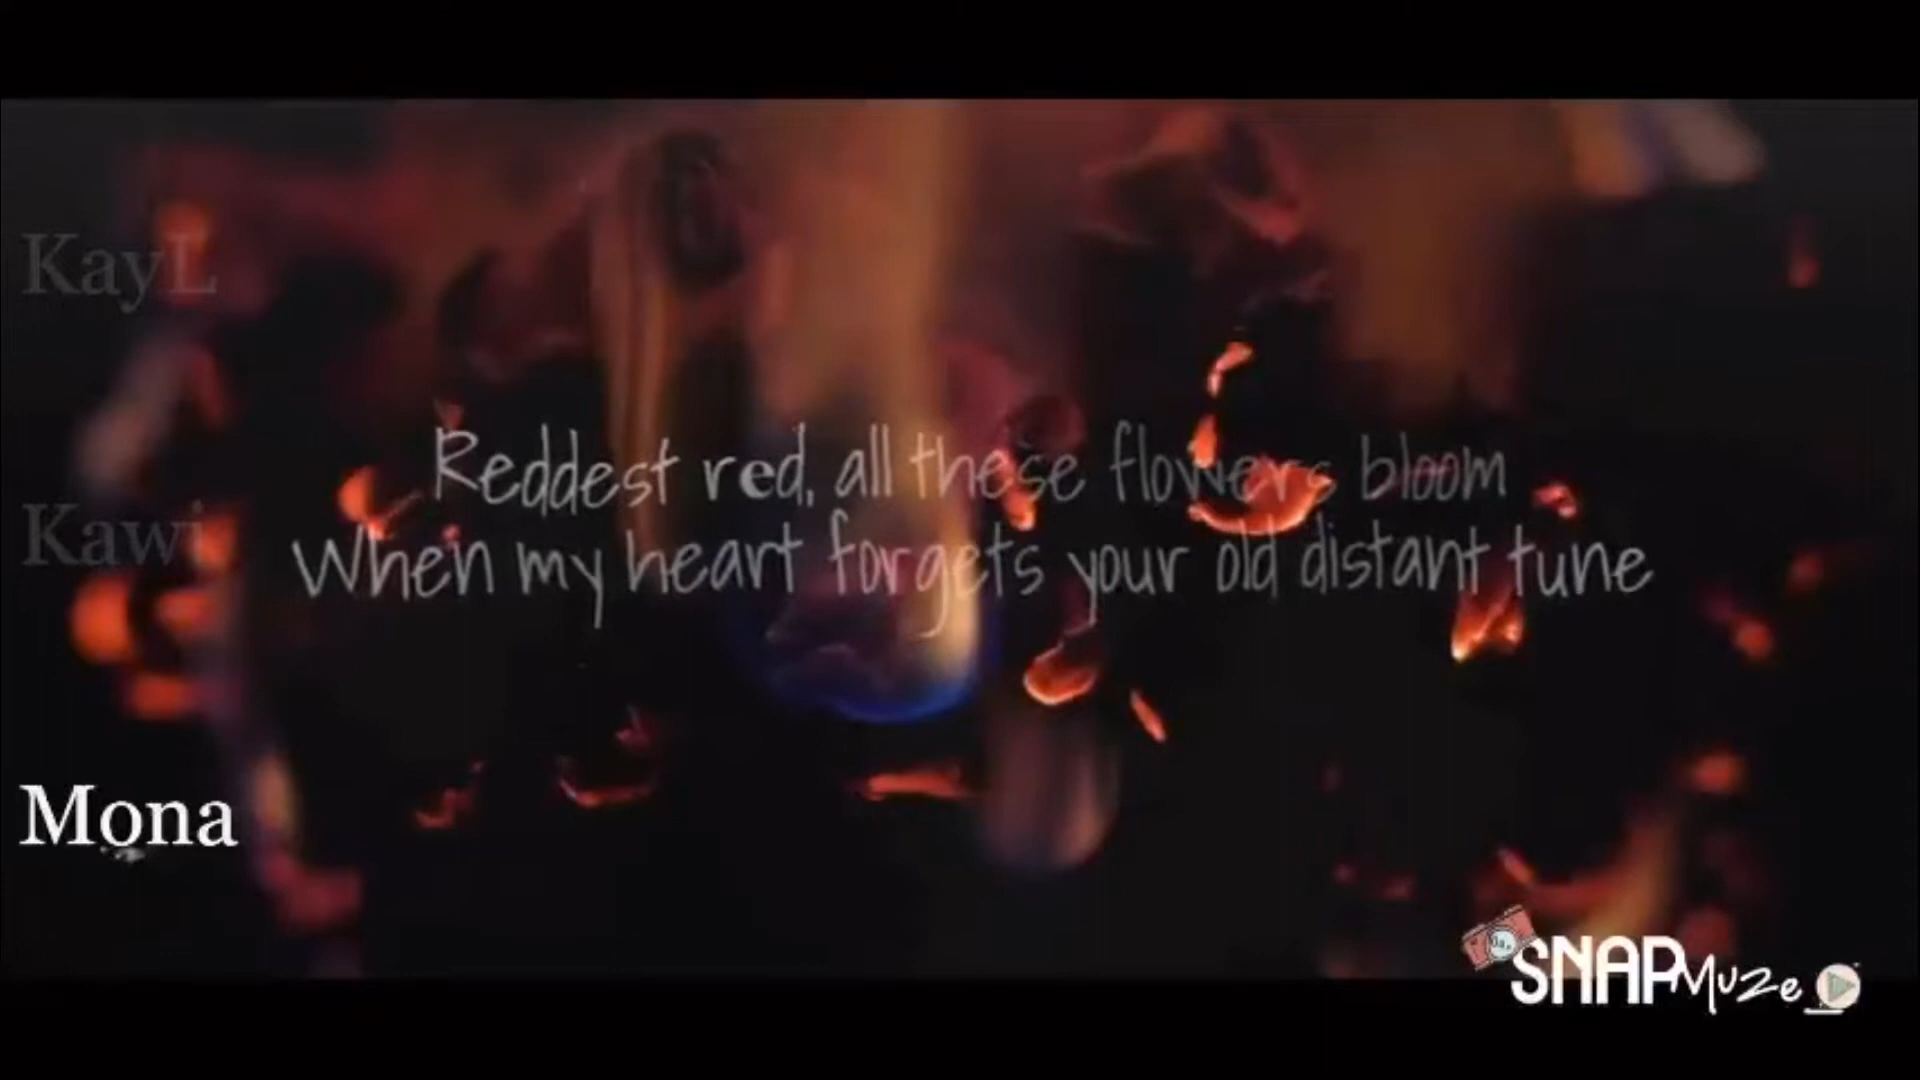 KayL
Reddest red, all these flowers bloom
Kawi
When my heart forgets your old distant tune
Mona
SNAPMuze